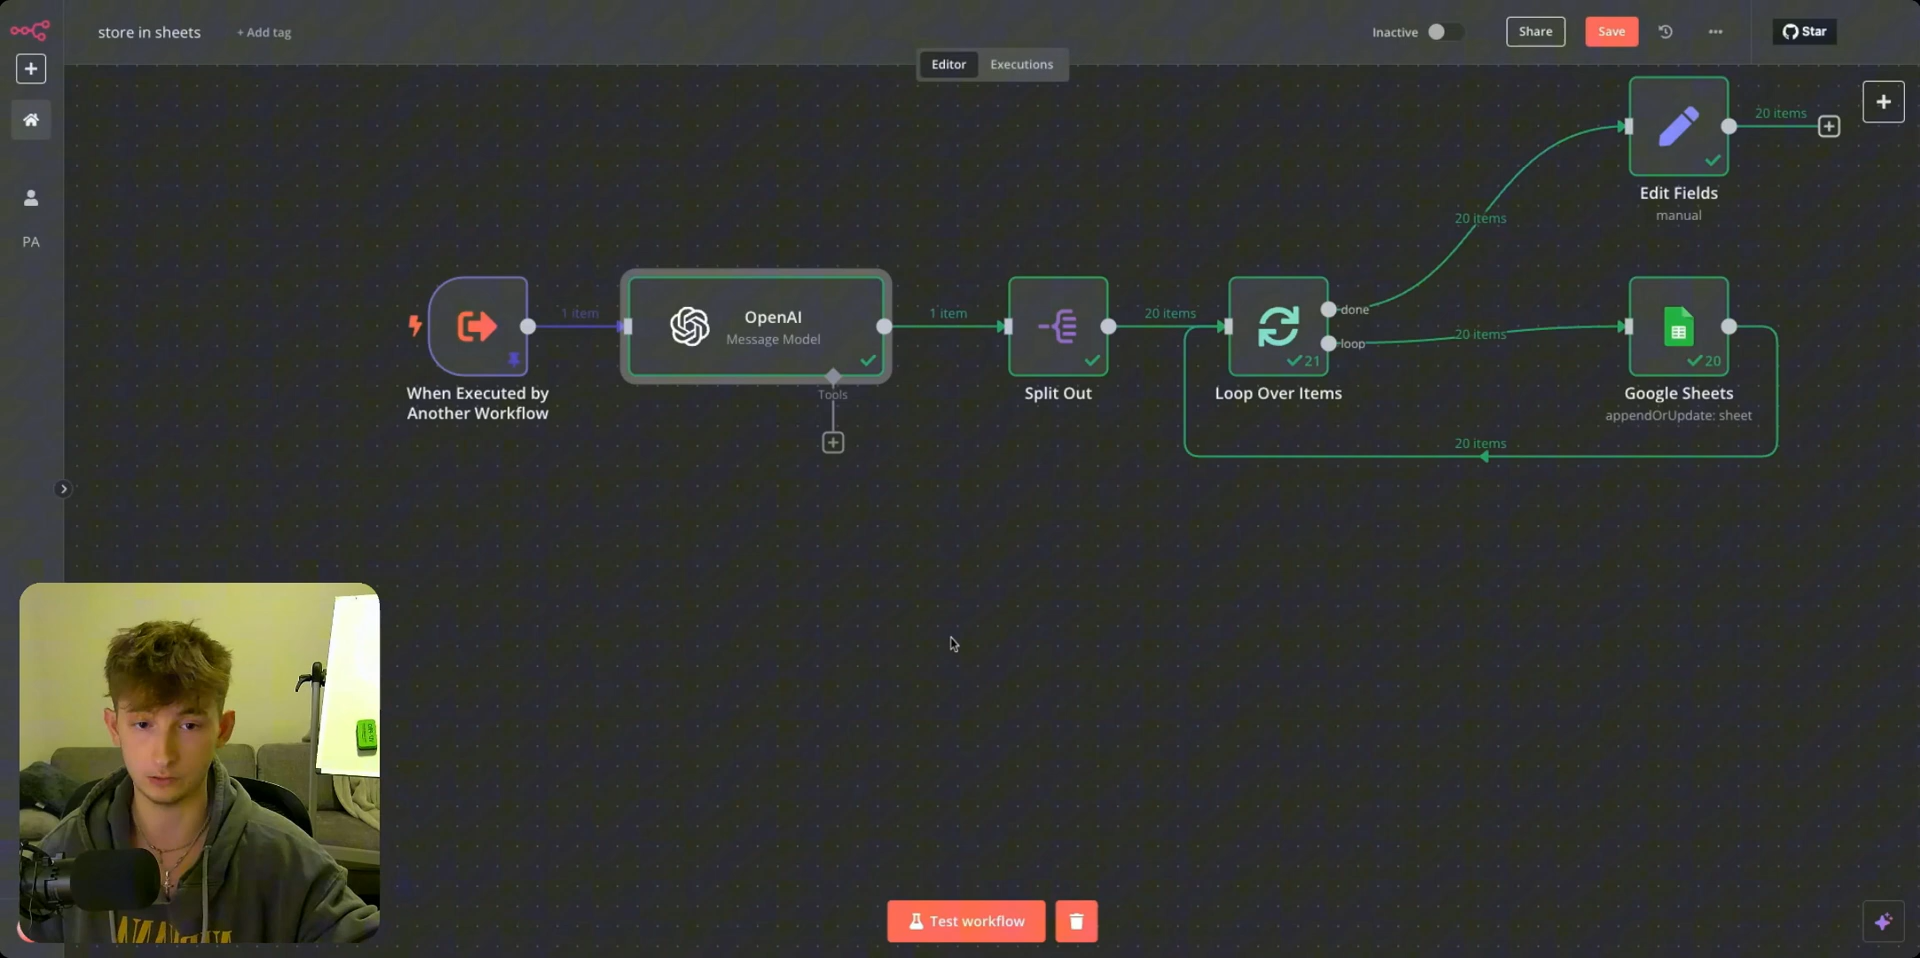 store in sheets
+ Add tag
Inactive
Share
Save
Star
Editor
Executions
PA
20 items
Edit Fields
manual
20 items
1 item
OpenAI
Message Model
1 item
20 items
done
loop
20 items
21
20
When Executed by
Another Workflow
Tools
Split Out
Loop Over Items
Google Sheets
appendOrUpdate: sheet
20 items
Test workflow